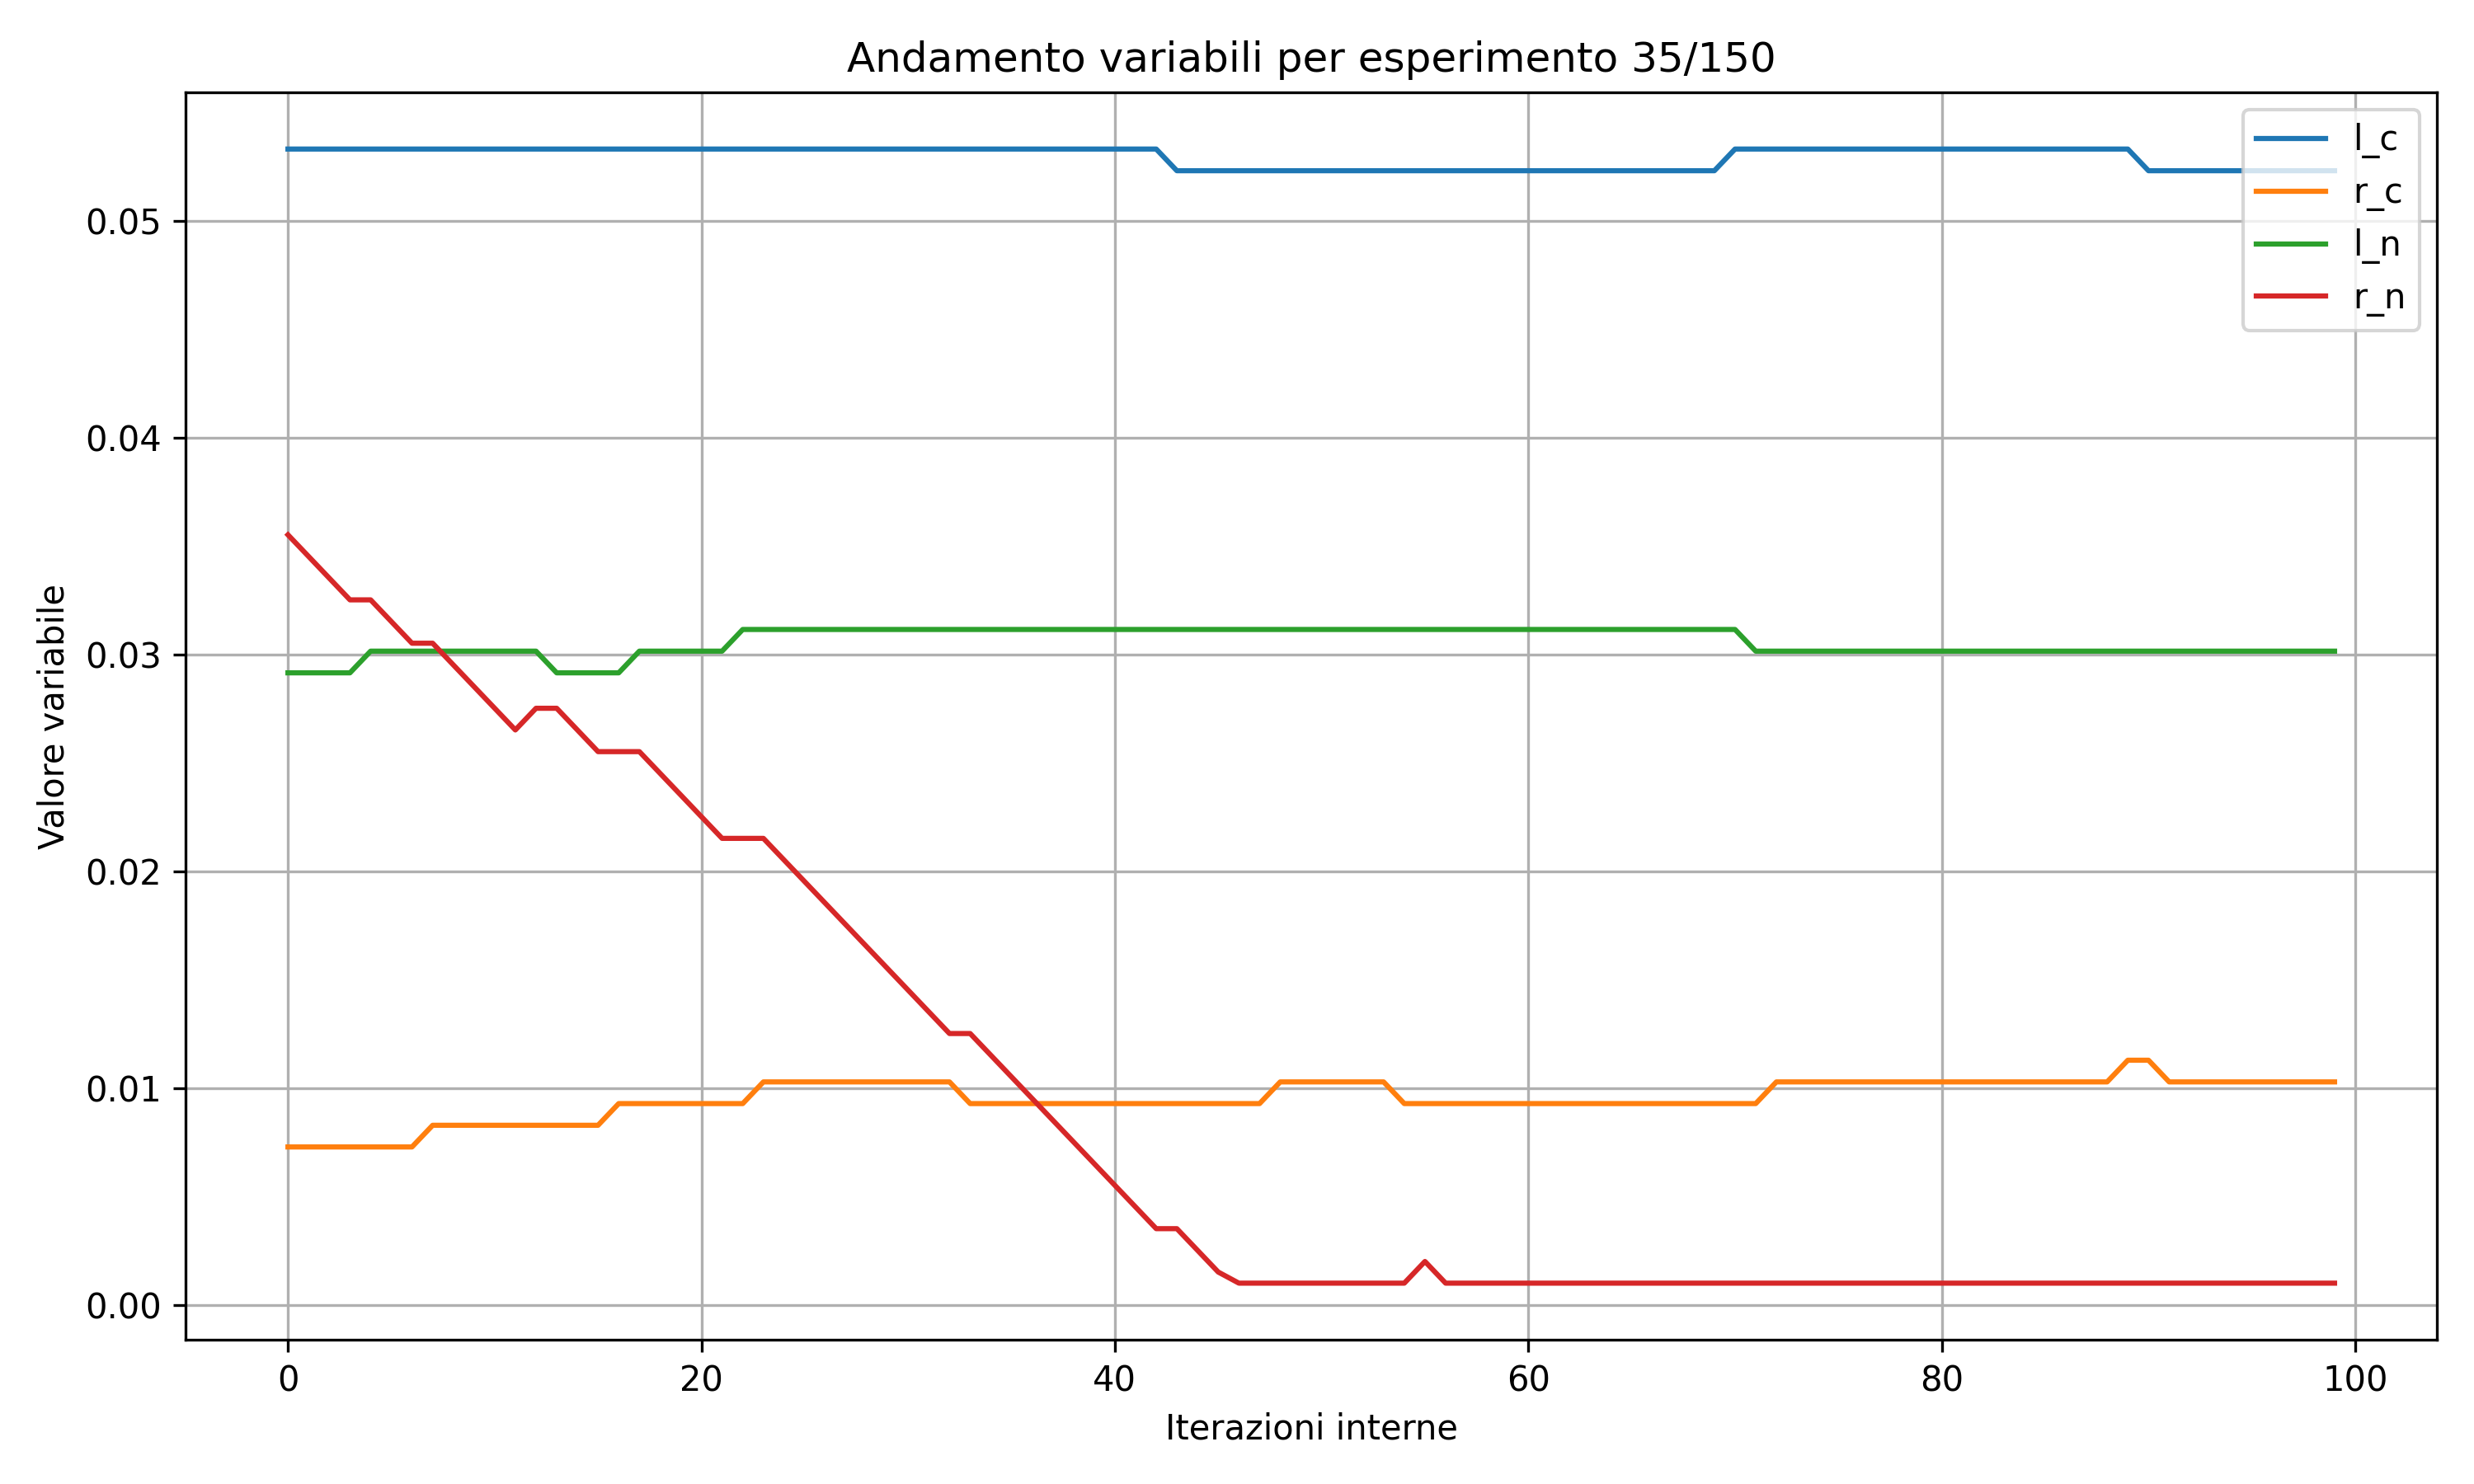 Andamento variabili per esperimento 35/150
l_c
r_c
l_n
r_n
Valore variabile
0.05
0.04
0.03
0.02
0.01
0.00
0 20 40 60 80 100
Iterazioni interne